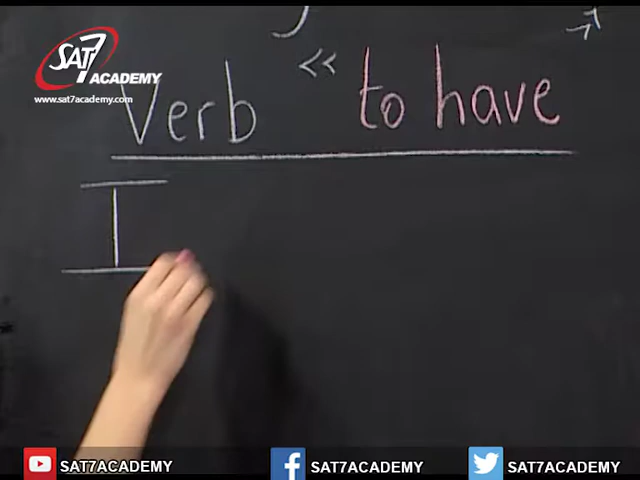 SAT7
ACADEMY
www.sat7academy.com
Verb « to have
I
SAT7ACADEMY SAT7ACADEMY SAT7ACADEMY